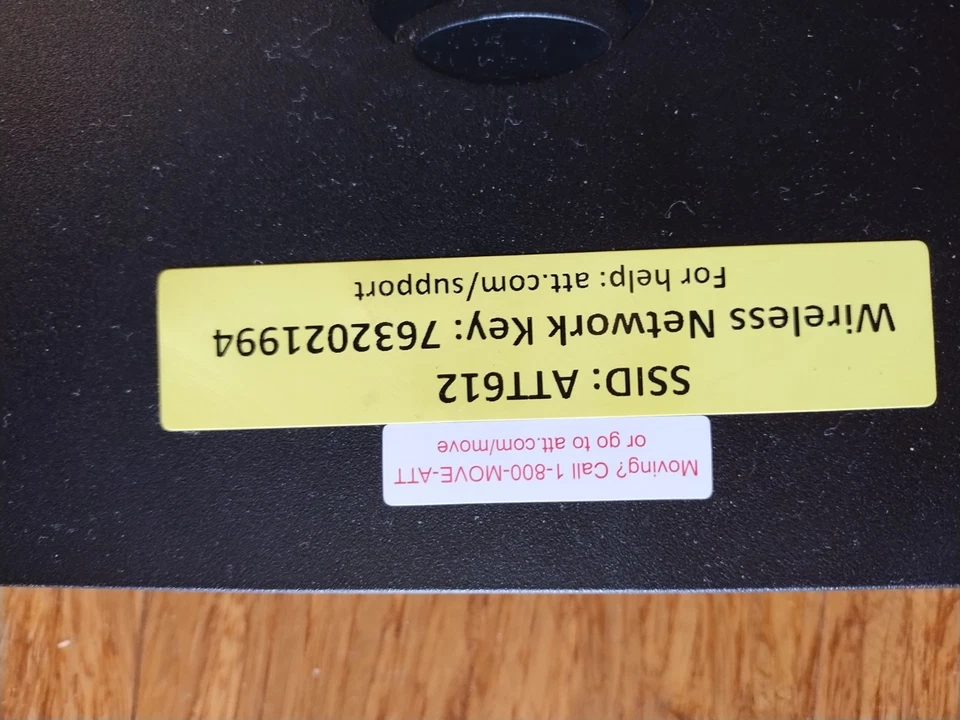 Moving? Call 1-800-MOVE-ATT
or go to att.com/move
SSID: ATT612
Wireless Network Key: 7632021994
For help: att.com/support